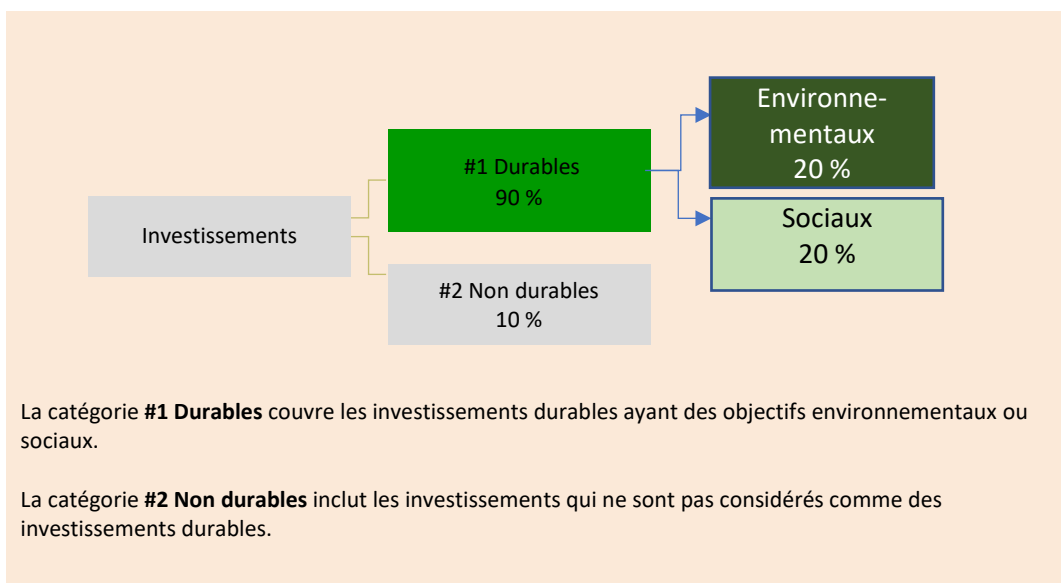 Environne-
mentaux
20 %
#1 Durables
90 %
Sociaux
20 %
Investissements
#2 Non durables
10 %
La catégorie #1 Durables couvre les investissements durables ayant des objectifs environnementaux ou
sociaux.
La catégorie #2 Non durables inclut les investissements qui ne sont pas considérés comme des
investissements durables.